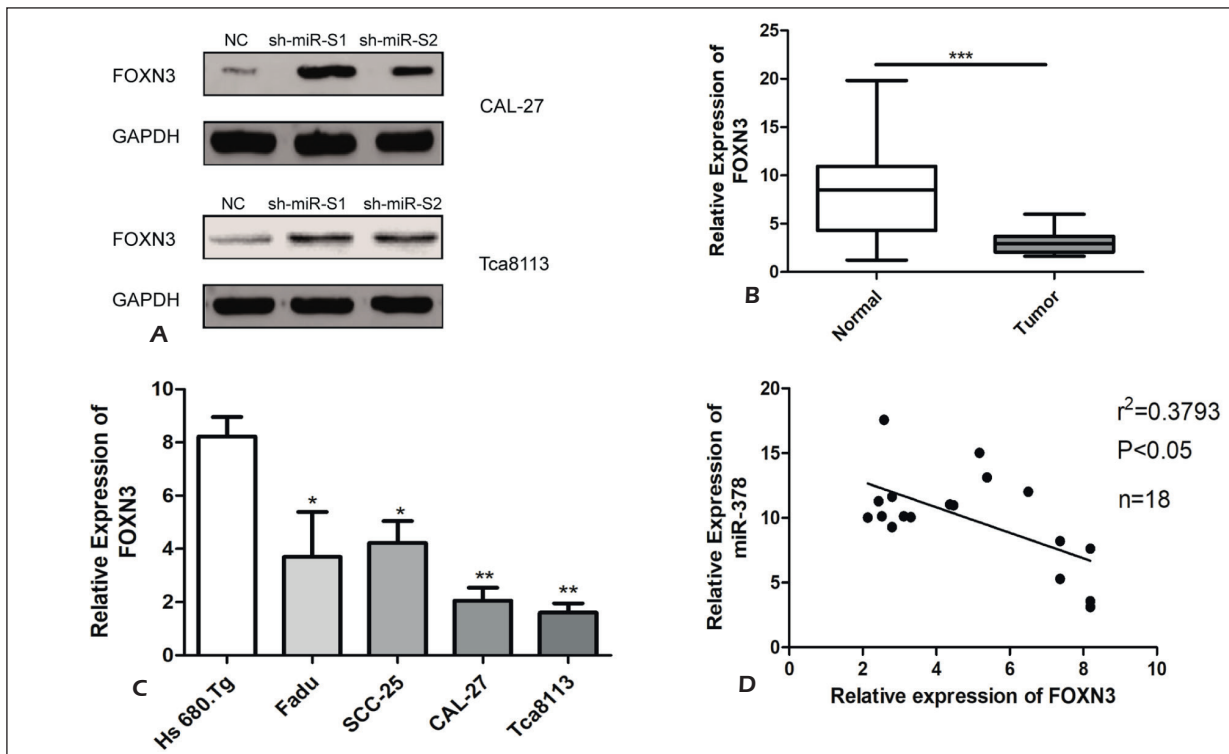 NC sh-miR-S1 sh-miR-S2
FOXN3
CAL-27
GAPDH
NC sh-miR-S1 sh-miR-S2
FOXN3
Tca8113
GAPDH
A
Relative Expression of
FOXN3
25
20
15
10
5
0
***
Normal
Tumor
B
Relative Expression of
FOXN3
10
8
6
4
2
0
*
*
**
**
Hs 680.Tg
Fadu
SCC-25
CAL-27
Tca8113
C
Relative Expression of
miR-378
20
15
10
5
0
r²=0.3793
P<0.05
n=18
0 2 4 6 8 10
Relative expression of FOXN3
D